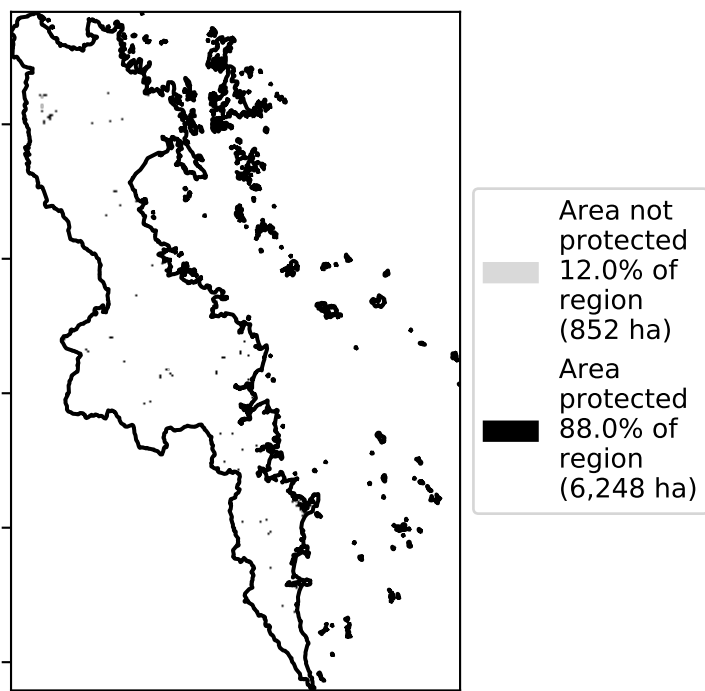 Area not
protected
12.0% of
region
(852 ha)
Area
protected
88.0% of
region
(6,248 ha)